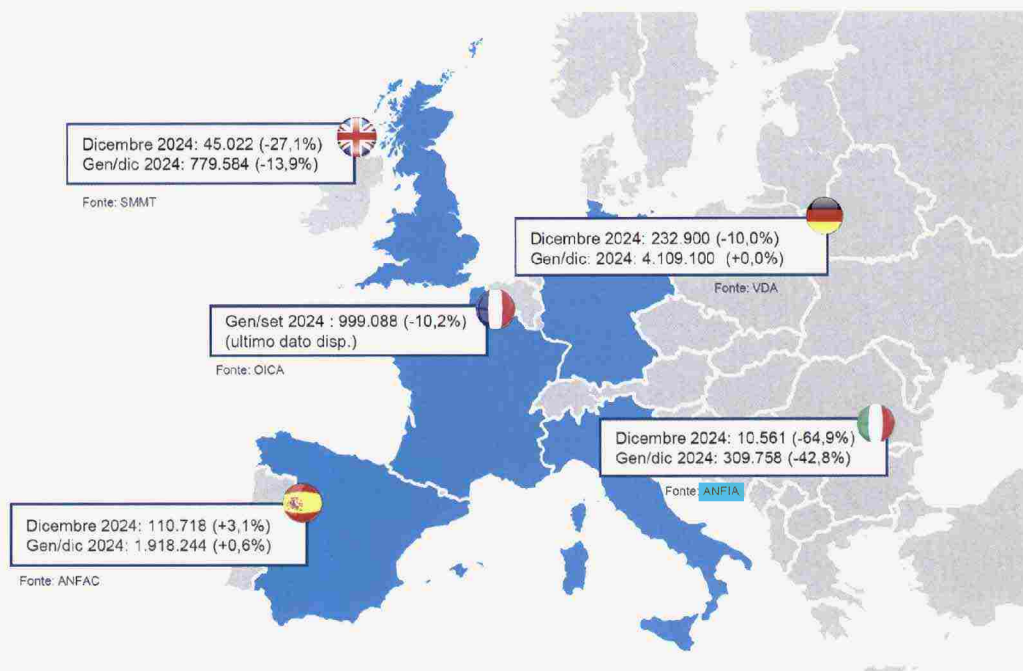 Dicembre 2024: 45.022 (-27,1%)
Gen/dic 2024: 779.584 (-13,9%)
Fonte: SMMT
Dicembre 2024: 232.900 (-10,0%)
Gen/dic: 2024: 4.109.100 (+0,0%)
Fonte: VDA
Gen/set 2024 : 999.088 (-10,2%)
(ultimo dato disp.)
Fonte: OICA
Dicembre 2024: 10.561 (-64,9%)
Gen/dic 2024: 309.758 (-42,8%)
Fonte: ANFIA
Dicembre 2024: 110.718 (+3,1%)
Gen/dic 2024: 1.918.244 (+0,6%)
Fonte: ANFAC